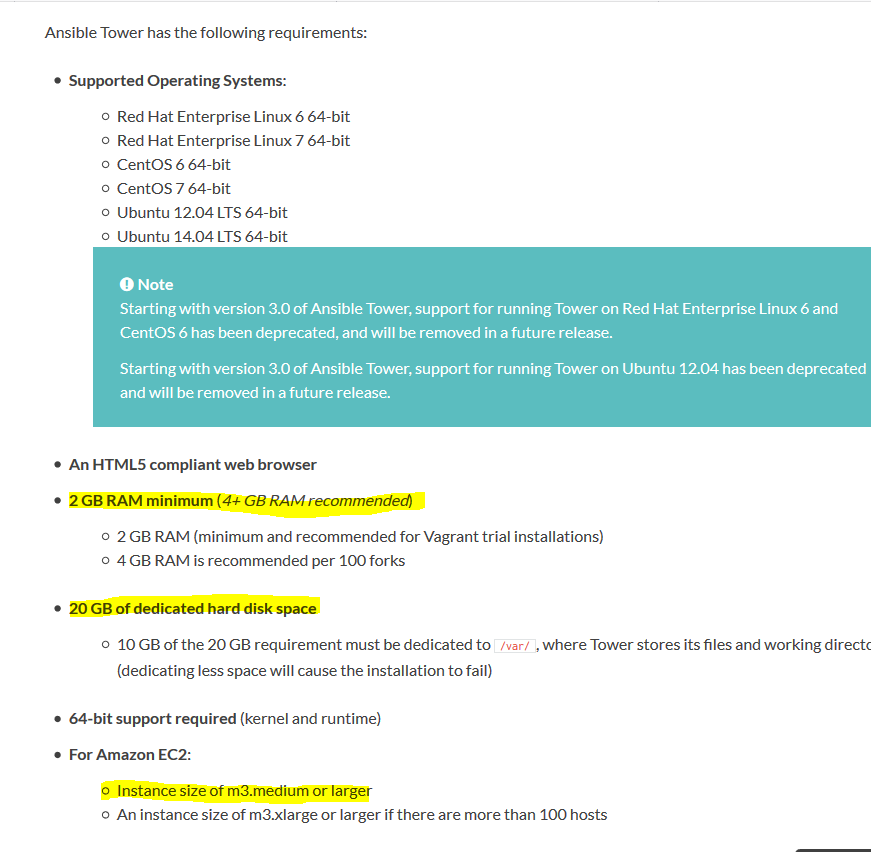 Ansible Tower has the following requirements:
Supported Operating Systems:
Red Hat Enterprise Linux 6 64-bit
Red Hat Enterprise Linux 7 64-bit
CentOS 6 64-bit
CentOS 7 64-bit
Ubuntu 12.04 LTS 64-bit
Ubuntu 14.04 LTS 64-bit
Note
Starting with version 3.0 of Ansible Tower, support for running Tower on Red Hat Enterprise Linux 6 and
CentOS 6 has been deprecated, and will be removed in a future release.
Starting with version 3.0 of Ansible Tower, support for running Tower on Ubuntu 12.04 has been deprecated
and will be removed in a future release.
An HTML5 compliant web browser
2 GB RAM minimum (4+ GB RAM recommended)
2 GB RAM (minimum and recommended for Vagrant trial installations)
4 GB RAM is recommended per 100 forks
20 GB of dedicated hard disk space
10 GB of the 20 GB requirement must be dedicated to /var/, where Tower stores its files and working directo
(dedicating less space will cause the installation to fail)
64-bit support required (kernel and runtime)
For Amazon EC2:
Instance size of m3.medium or larger
An instance size of m3.xlarge or larger if there are more than 100 hosts